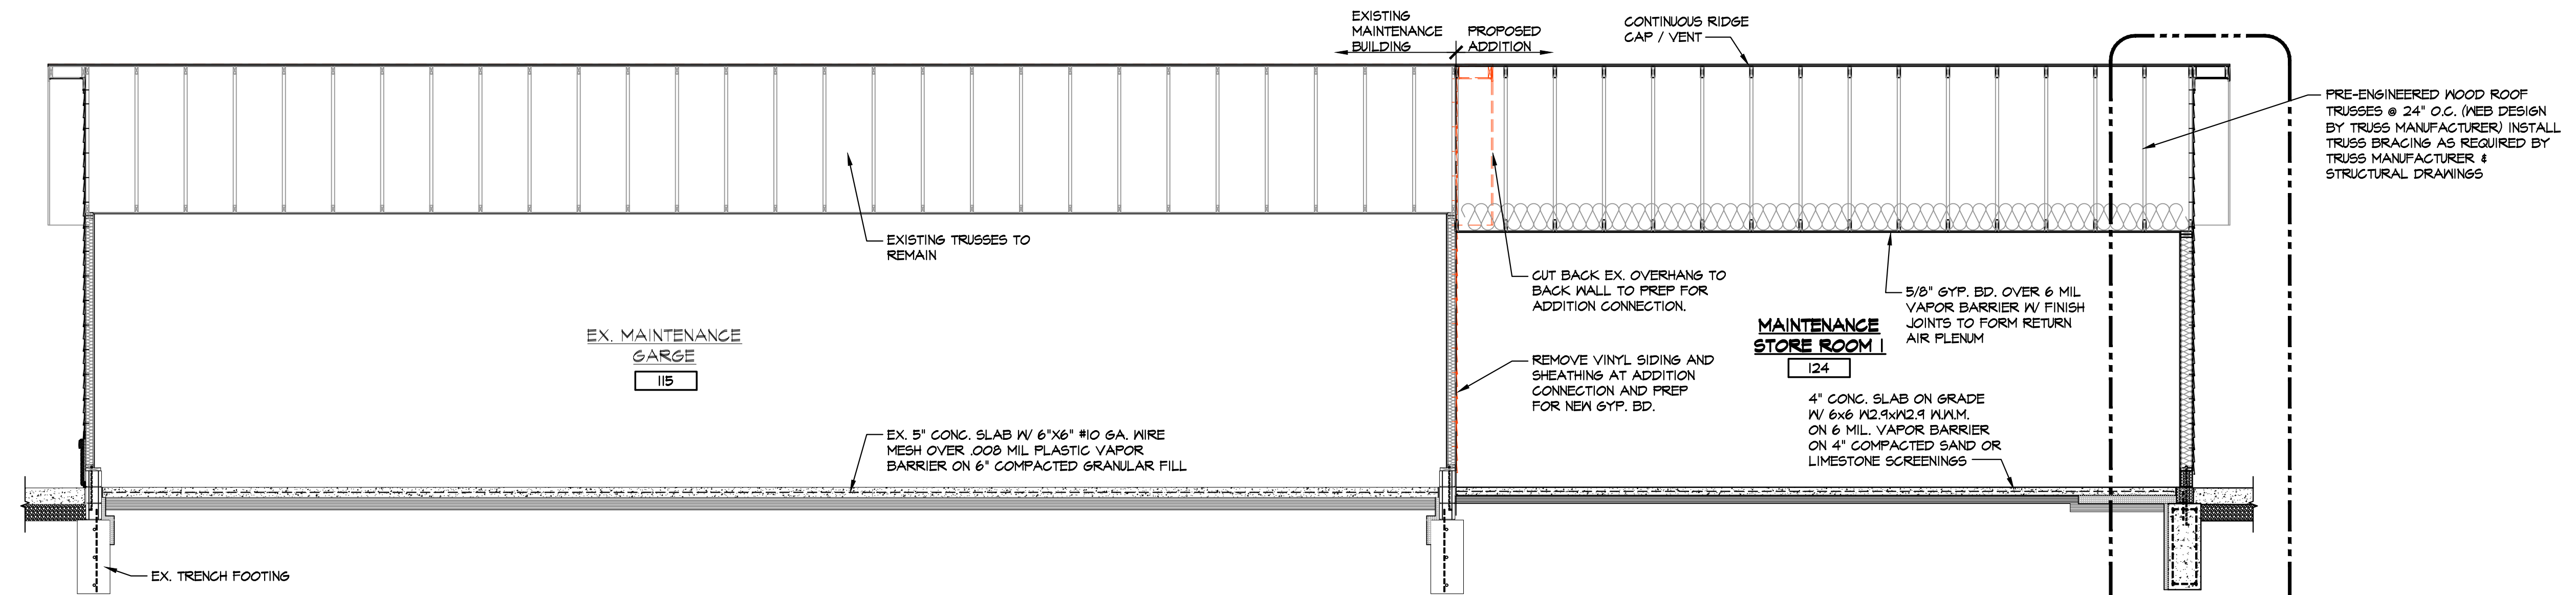 EXISTING
MAINTENANCE
BUILDING
PROPOSED
ADDITION
CONTINUOUS RIDGE
CAP / VENT
PRE-ENGINEERED WOOD ROOF
TRUSSES @ 24" O.C. (WEB DESIGN
BY TRUSS MANUFACTURER) INSTALL
TRUSS BRACING AS REQUIRED BY
TRUSS MANUFACTURER &
STRUCTURAL DRAWINGS
EXISTING TRUSSES TO
REMAIN
CUT BACK EX. OVERHANG TO
BACK WALL TO PREP FOR
ADDITION CONNECTION.
5/8" GYP. BD. OVER 6 MIL
VAPOR BARRIER W/ FINISH
JOINTS TO FORM RETURN
AIR PLENUM
EX. MAINTENANCE
GARGE
115
MAINTENANCE
STORE ROOM 1
124
REMOVE VINYL SIDING AND
SHEATHING AT ADDITION
CONNECTION AND PREP
FOR NEW GYP. BD.
4" CONC. SLAB ON GRADE
W/ 6x6 W2.9xW2.9 W.W.M.
ON 6 MIL. VAPOR BARRIER
ON 4" COMPACTED SAND OR
LIMESTONE SCREENINGS
EX. 5" CONC. SLAB W/ 6"X6" #10 GA. WIRE
MESH OVER .008 MIL PLASTIC VAPOR
BARRIER ON 6" COMPACTED GRANULAR FILL
EX. TRENCH FOOTING